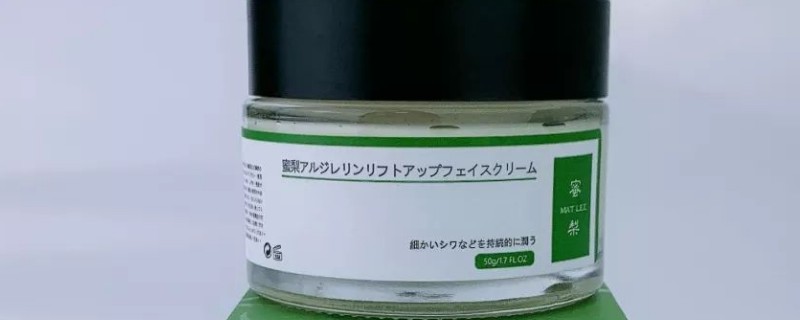 蜜梨アルジレリンリフトアップフェイスクリーム
蜜
MAT LEE
梨
細かいシワなどを持続的に潤う
50g/1.7 FL OZ